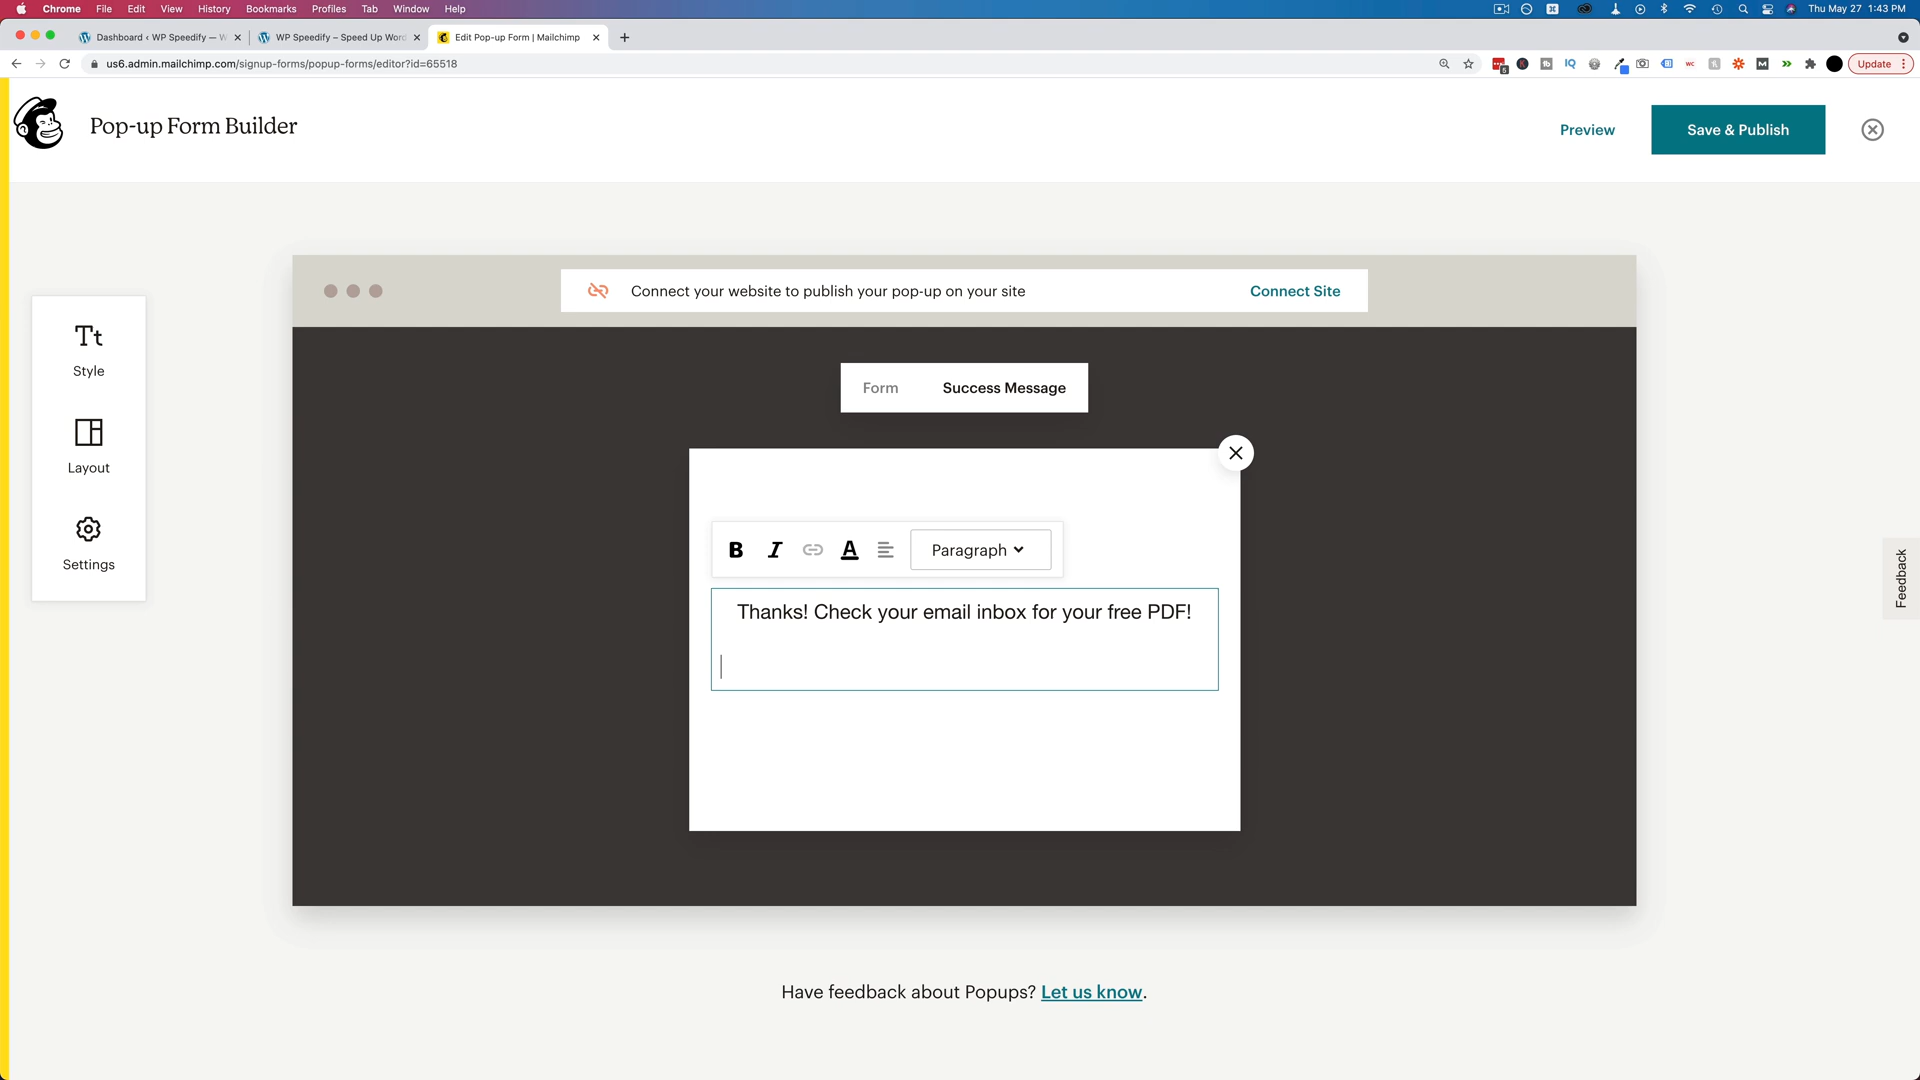 Chrome File Edit View History Bookmarks Profiles Tab Window Help
Thu May 27 1:43 PM
Dashboard ‹ WP Speedify — W
WP Speedify – Speed Up Word
Edit Pop-up Form | Mailchimp
us6.admin.mailchimp.com/signup-forms/popup-forms/editor?id=65518
Update
Pop-up Form Builder
Preview
Save & Publish
Connect your website to publish your pop-up on your site
Connect Site
Tt
Style
Layout
Settings
Form
Success Message
B I A Paragraph
Thanks! Check your email inbox for your free PDF!
Feedback
Have feedback about Popups? Let us know.